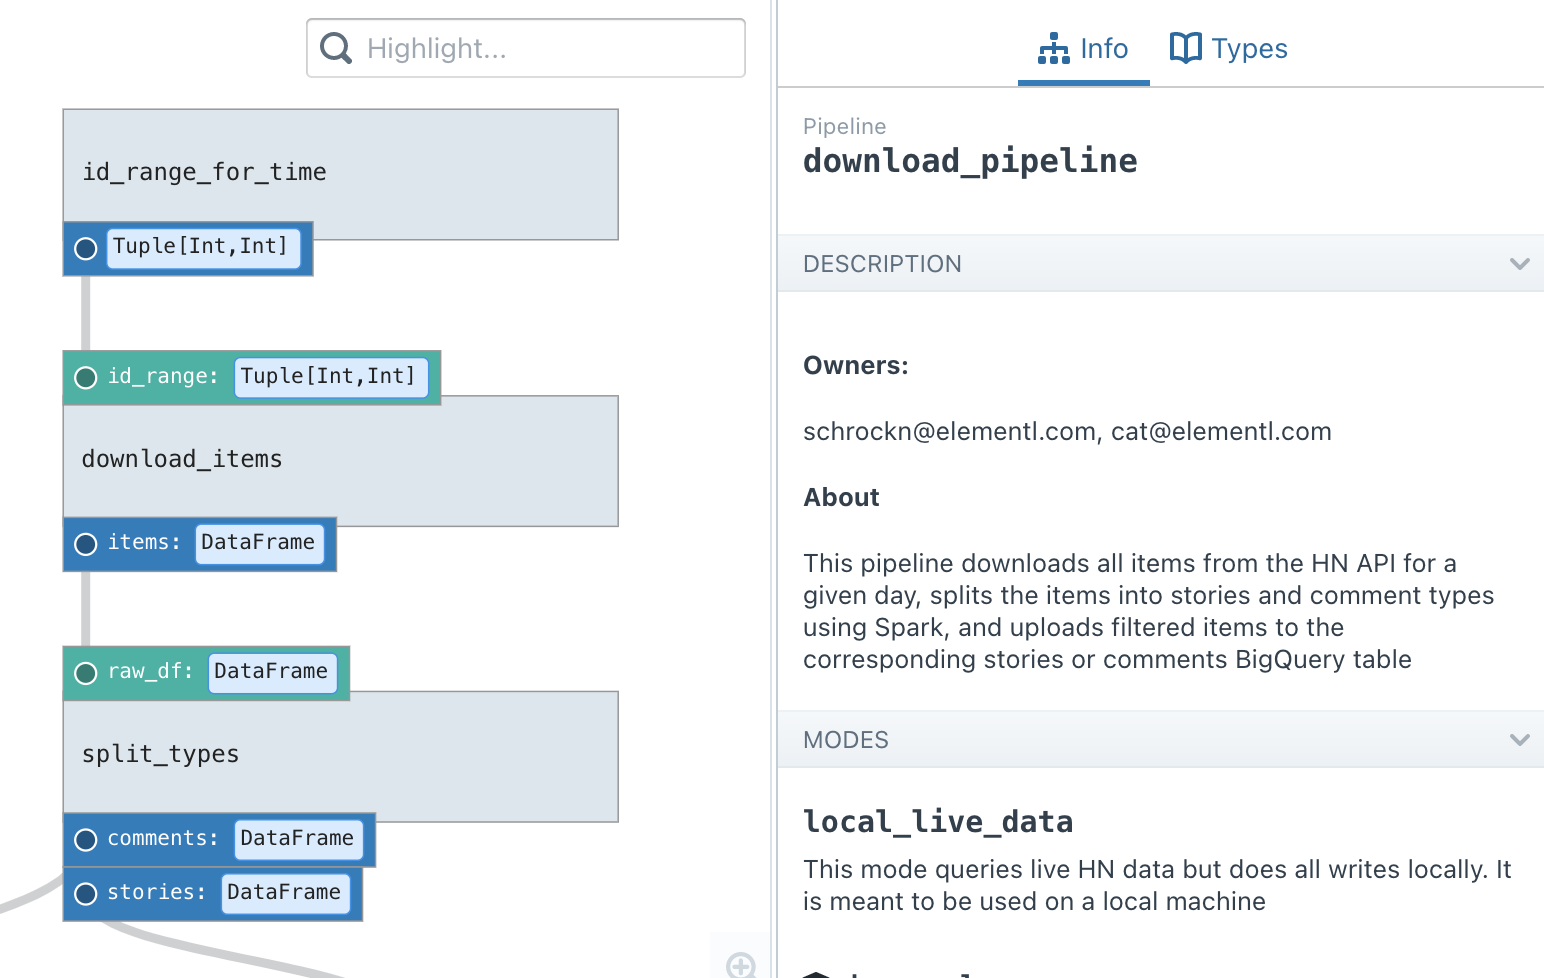 Highlight...
id_range_for_time
Tuple[Int,Int]
id_range: Tuple[Int,Int]
download_items
items: DataFrame
raw_df: DataFrame
split_types
comments: DataFrame
stories: DataFrame
Info Types
Pipeline
download_pipeline
DESCRIPTION
Owners:
schrockn@elementl.com, cat@elementl.com
About
This pipeline downloads all items from the HN API for a
given day, splits the items into stories and comment types
using Spark, and uploads filtered items to the
corresponding stories or comments BigQuery table
MODES
local_live_data
This mode queries live HN data but does all writes locally. It
is meant to be used on a local machine